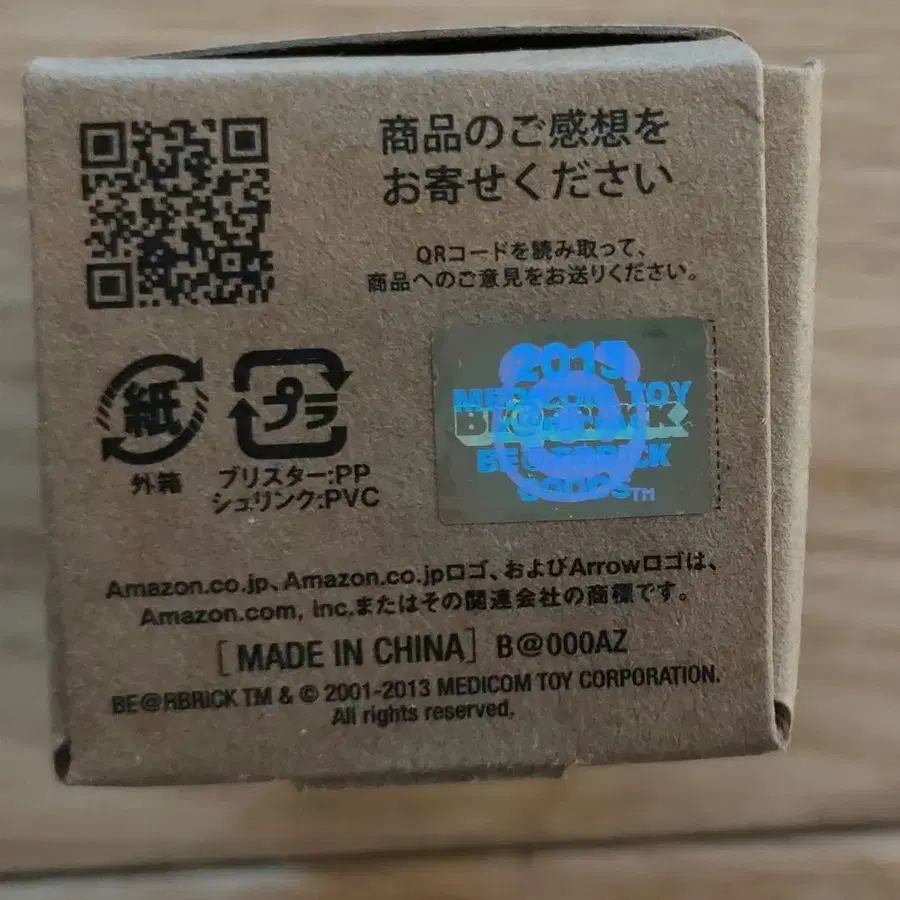 商品のご感想を
お寄せください
QRコードを読み取って、
商品へのご意見をお送りください。
紙
外箱
プラ
ブリスター:PP
シュリンク:PVC
MEDICOM TOY
BE@RBRICK
BE@RBRICK
TM
Amazon.co.jp、Amazon.co.jpロゴ、およびArrowロゴは、
Amazon.com, Inc.またはその関連会社の商標です。
[MADE IN CHINA] B@000AZ
BE@RBRICK TM & © 2001-2013 MEDICOM TOY CORPORATION.
All rights reserved.